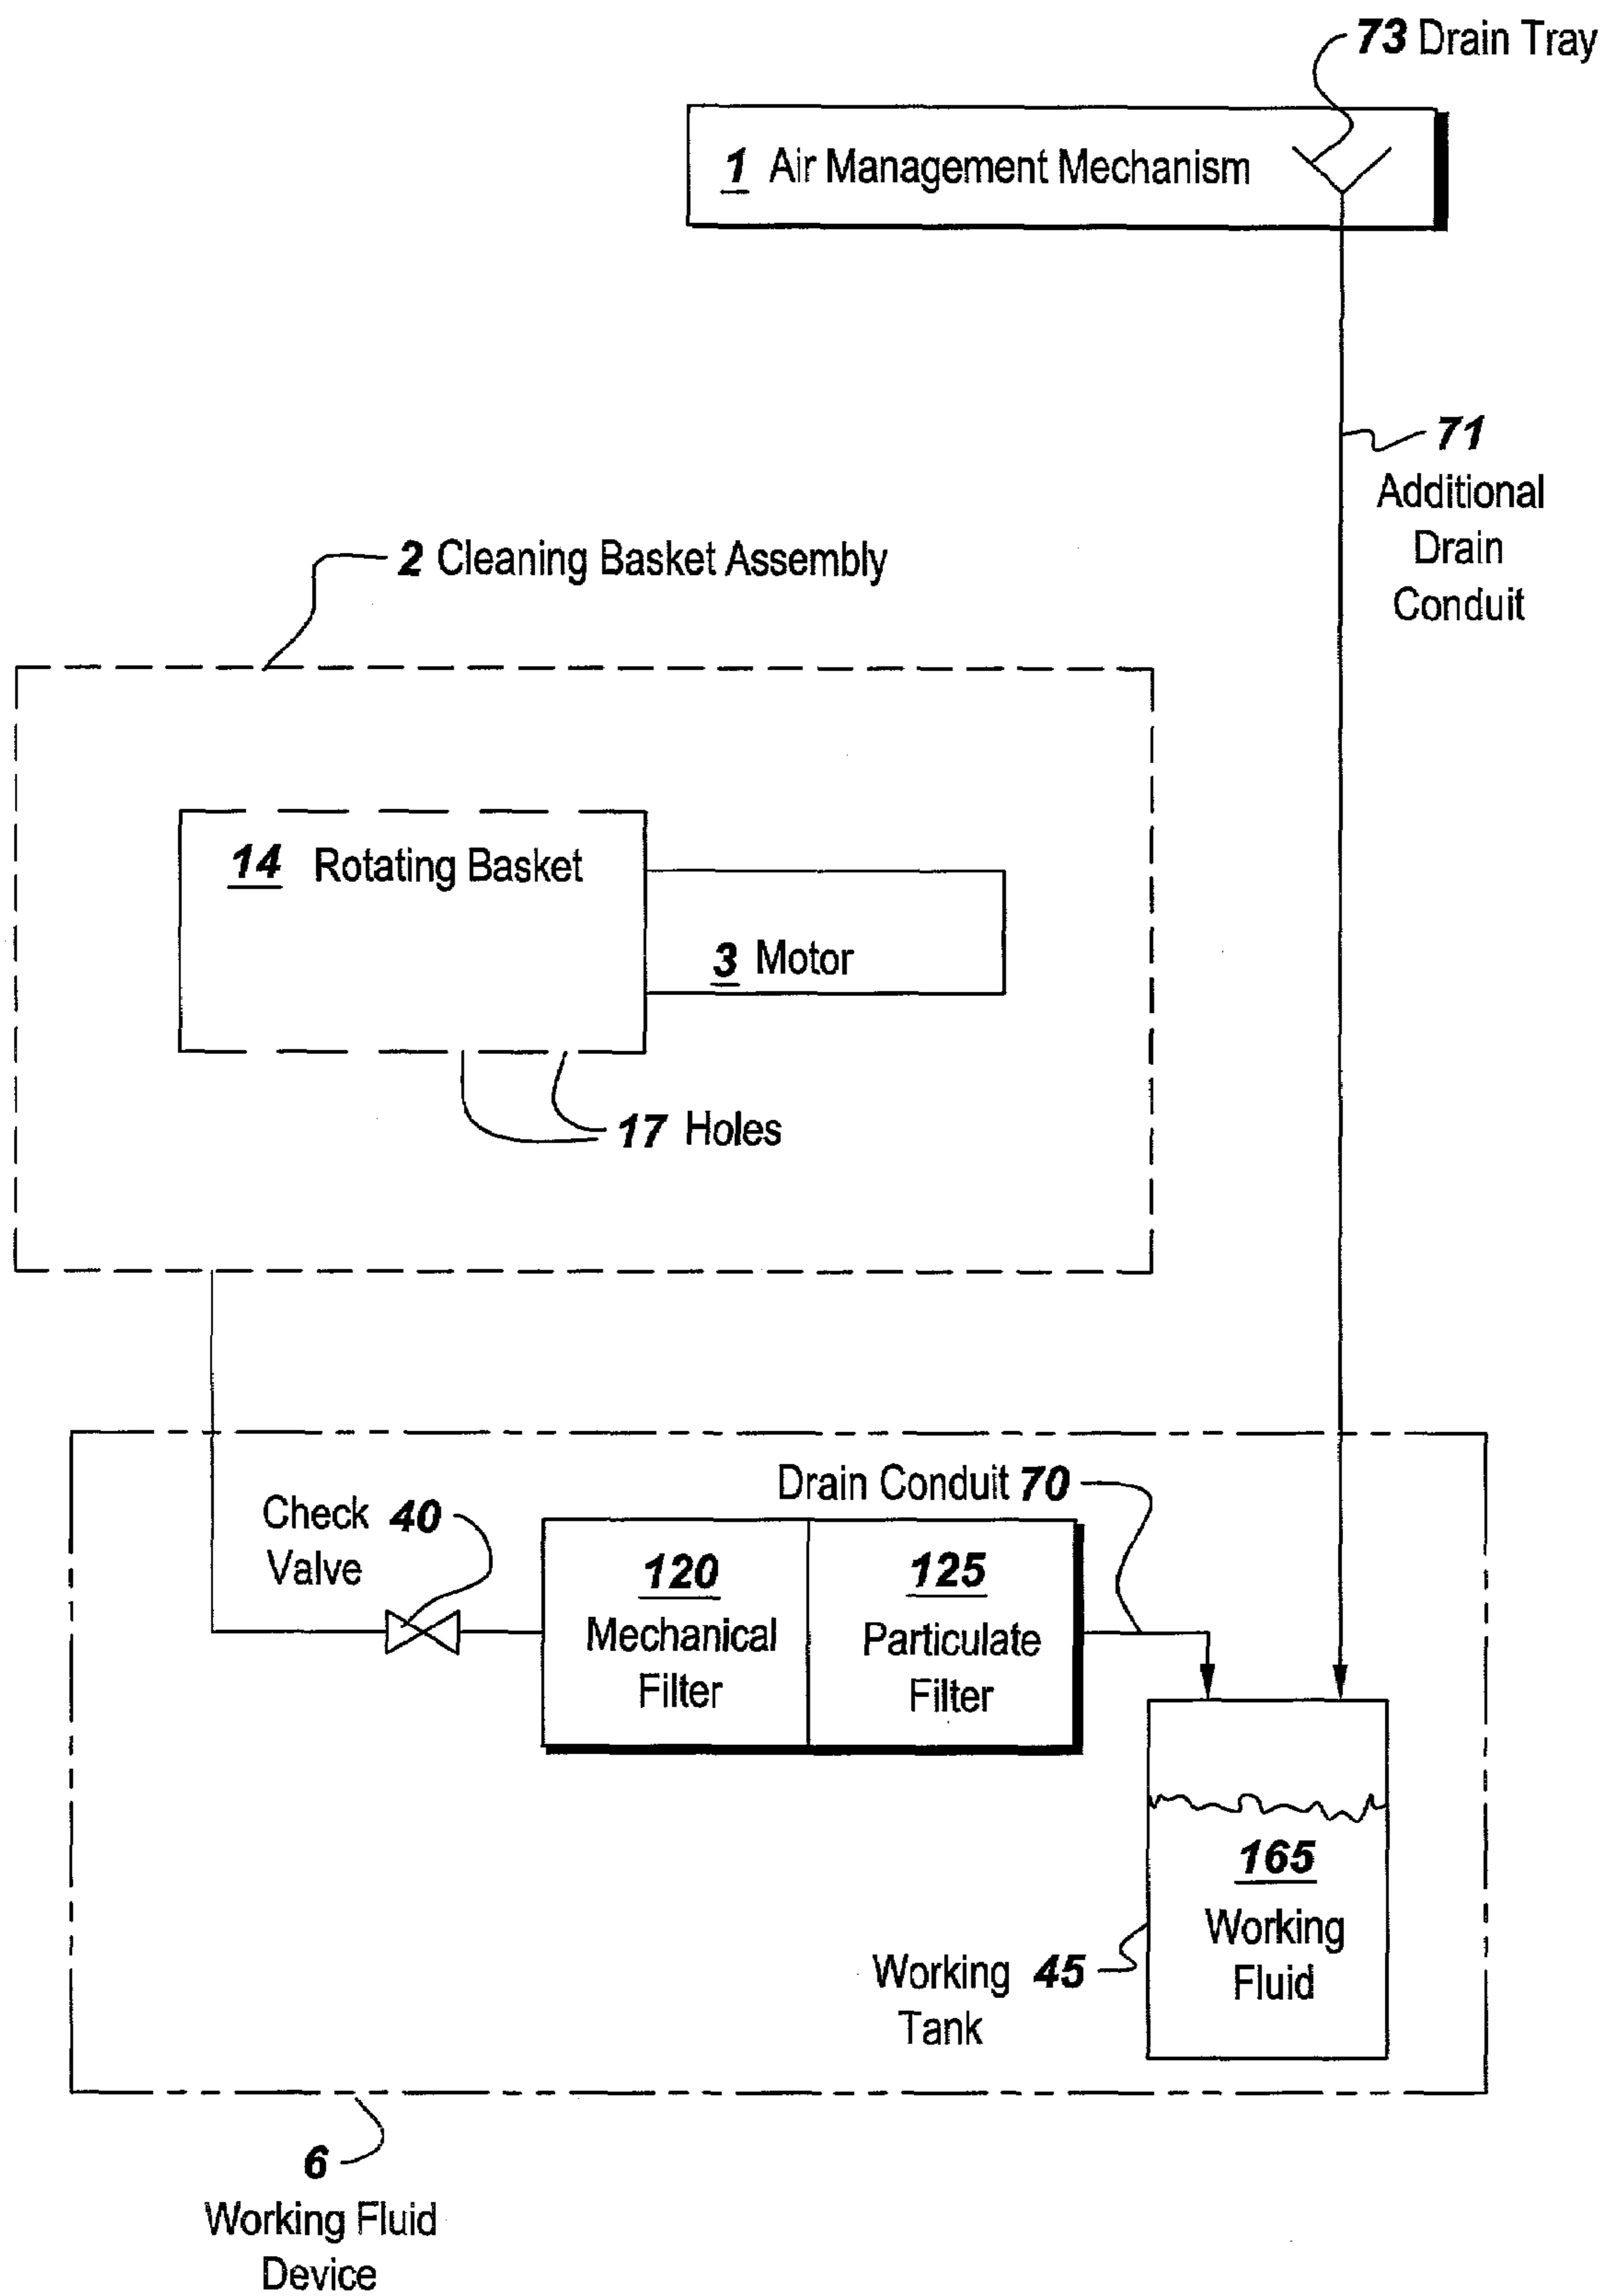 73 Drain Tray
1 Air Management Mechanism
71
Additional
Drain
Conduit
2 Cleaning Basket Assembly
14 Rotating Basket
3 Motor
17 Holes
Drain Conduit 70
Check 40
Valve
120
Mechanical
Filter
125
Particulate
Filter
165
Working
Fluid
Working 45
Tank
6
Working Fluid
Device